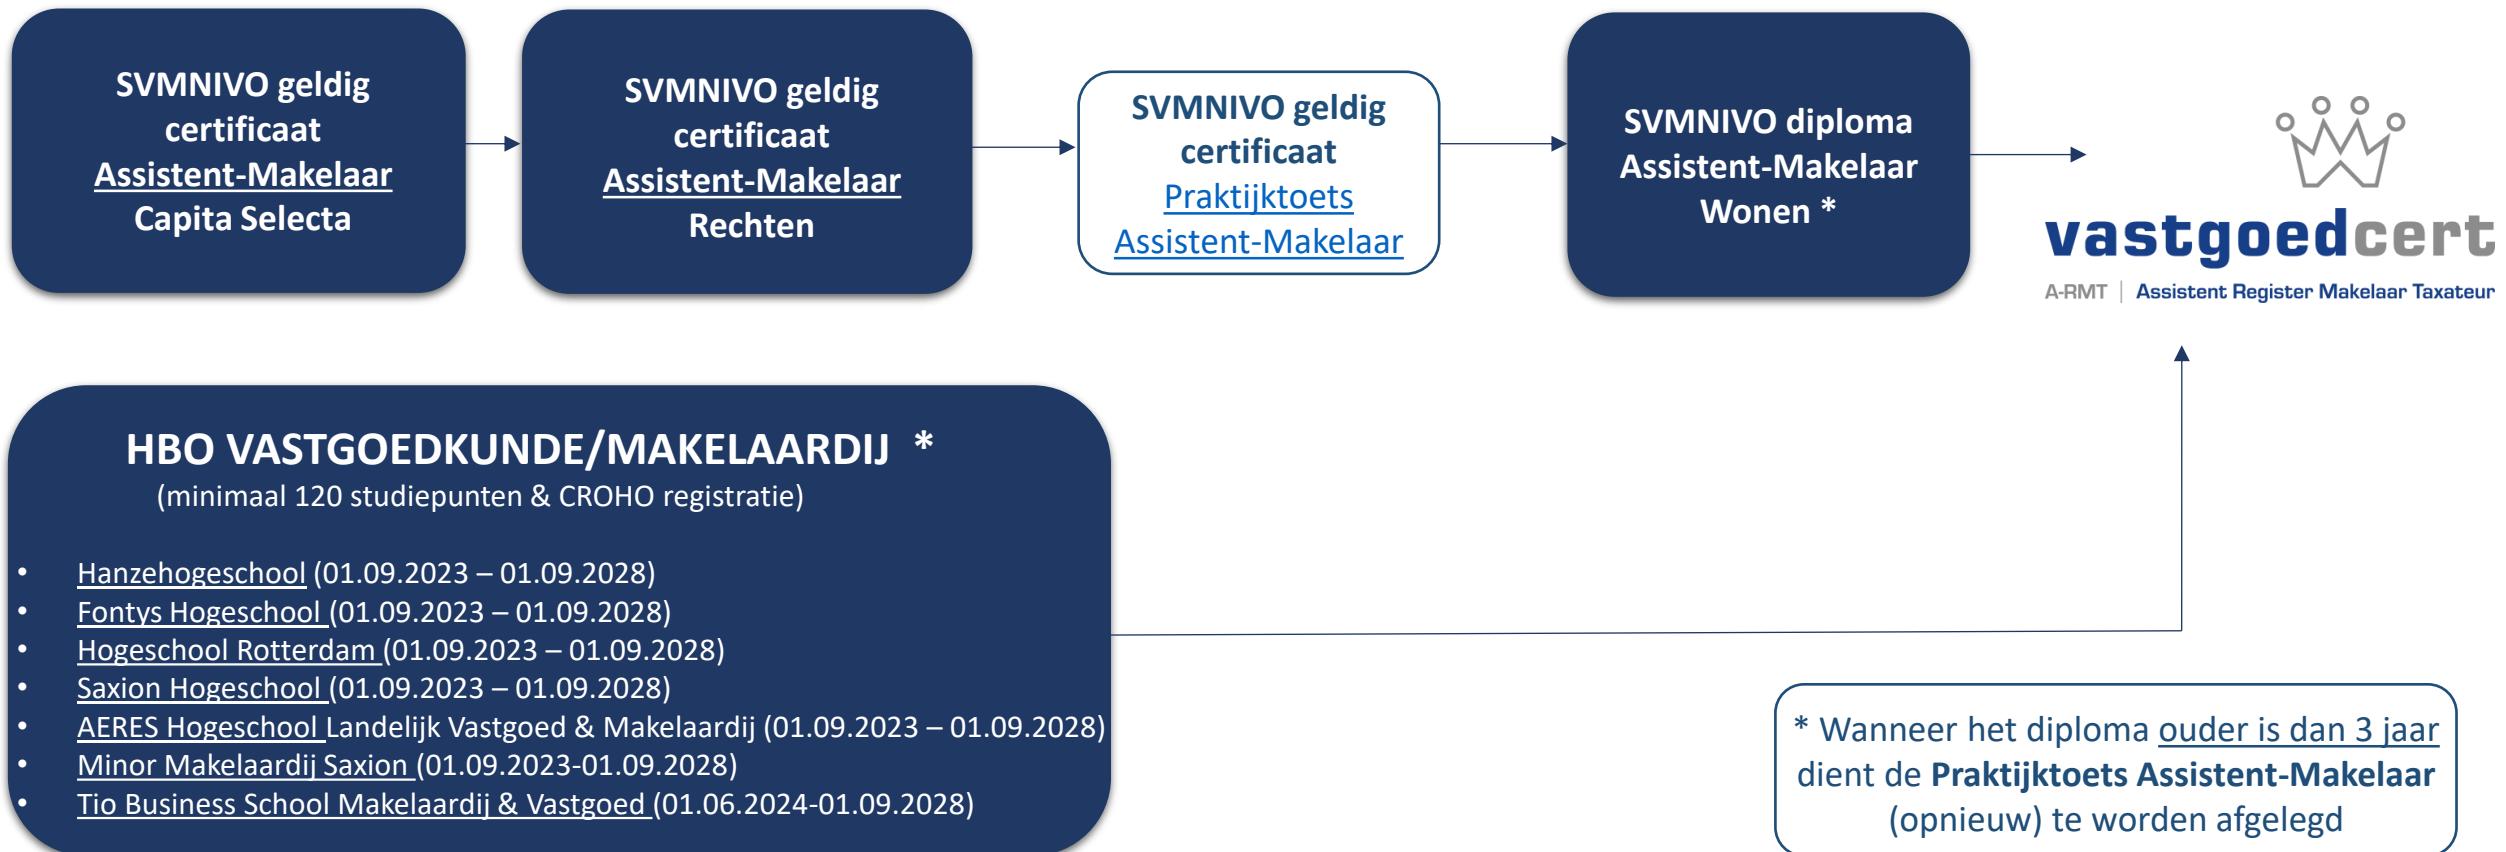 SVMNIVO geldig
certificaat
Assistent-Makelaar
Capita Selecta
SVMNIVO geldig
certificaat
Assistent-Makelaar
Rechten
SVMNIVO geldig
certificaat
Praktijktoets
Assistent-Makelaar
SVMNIVO diploma
Assistent-Makelaar
Wonen *
vastgoedcert
A-RMT | Assistent Register Makelaar Taxateur
HBO VASTGOEDKUNDE/MAKELAARDIJ *
(minimaal 120 studiepunten & CROHO registratie)
• Hanzehogeschool (01.09.2023 – 01.09.2028)
• Fontys Hogeschool (01.09.2023 – 01.09.2028)
• Hogeschool Rotterdam (01.09.2023 – 01.09.2028)
• Saxion Hogeschool (01.09.2023 – 01.09.2028)
• AERES Hogeschool Landelijk Vastgoed & Makelaardij (01.09.2023 – 01.09.2028)
• Minor Makelaardij Saxion (01.09.2023-01.09.2028)
• Tio Business School Makelaardij & Vastgoed (01.06.2024-01.09.2028)
* Wanneer het diploma ouder is dan 3 jaar
dient de Praktijktoets Assistent-Makelaar
(opnieuw) te worden afgelegd